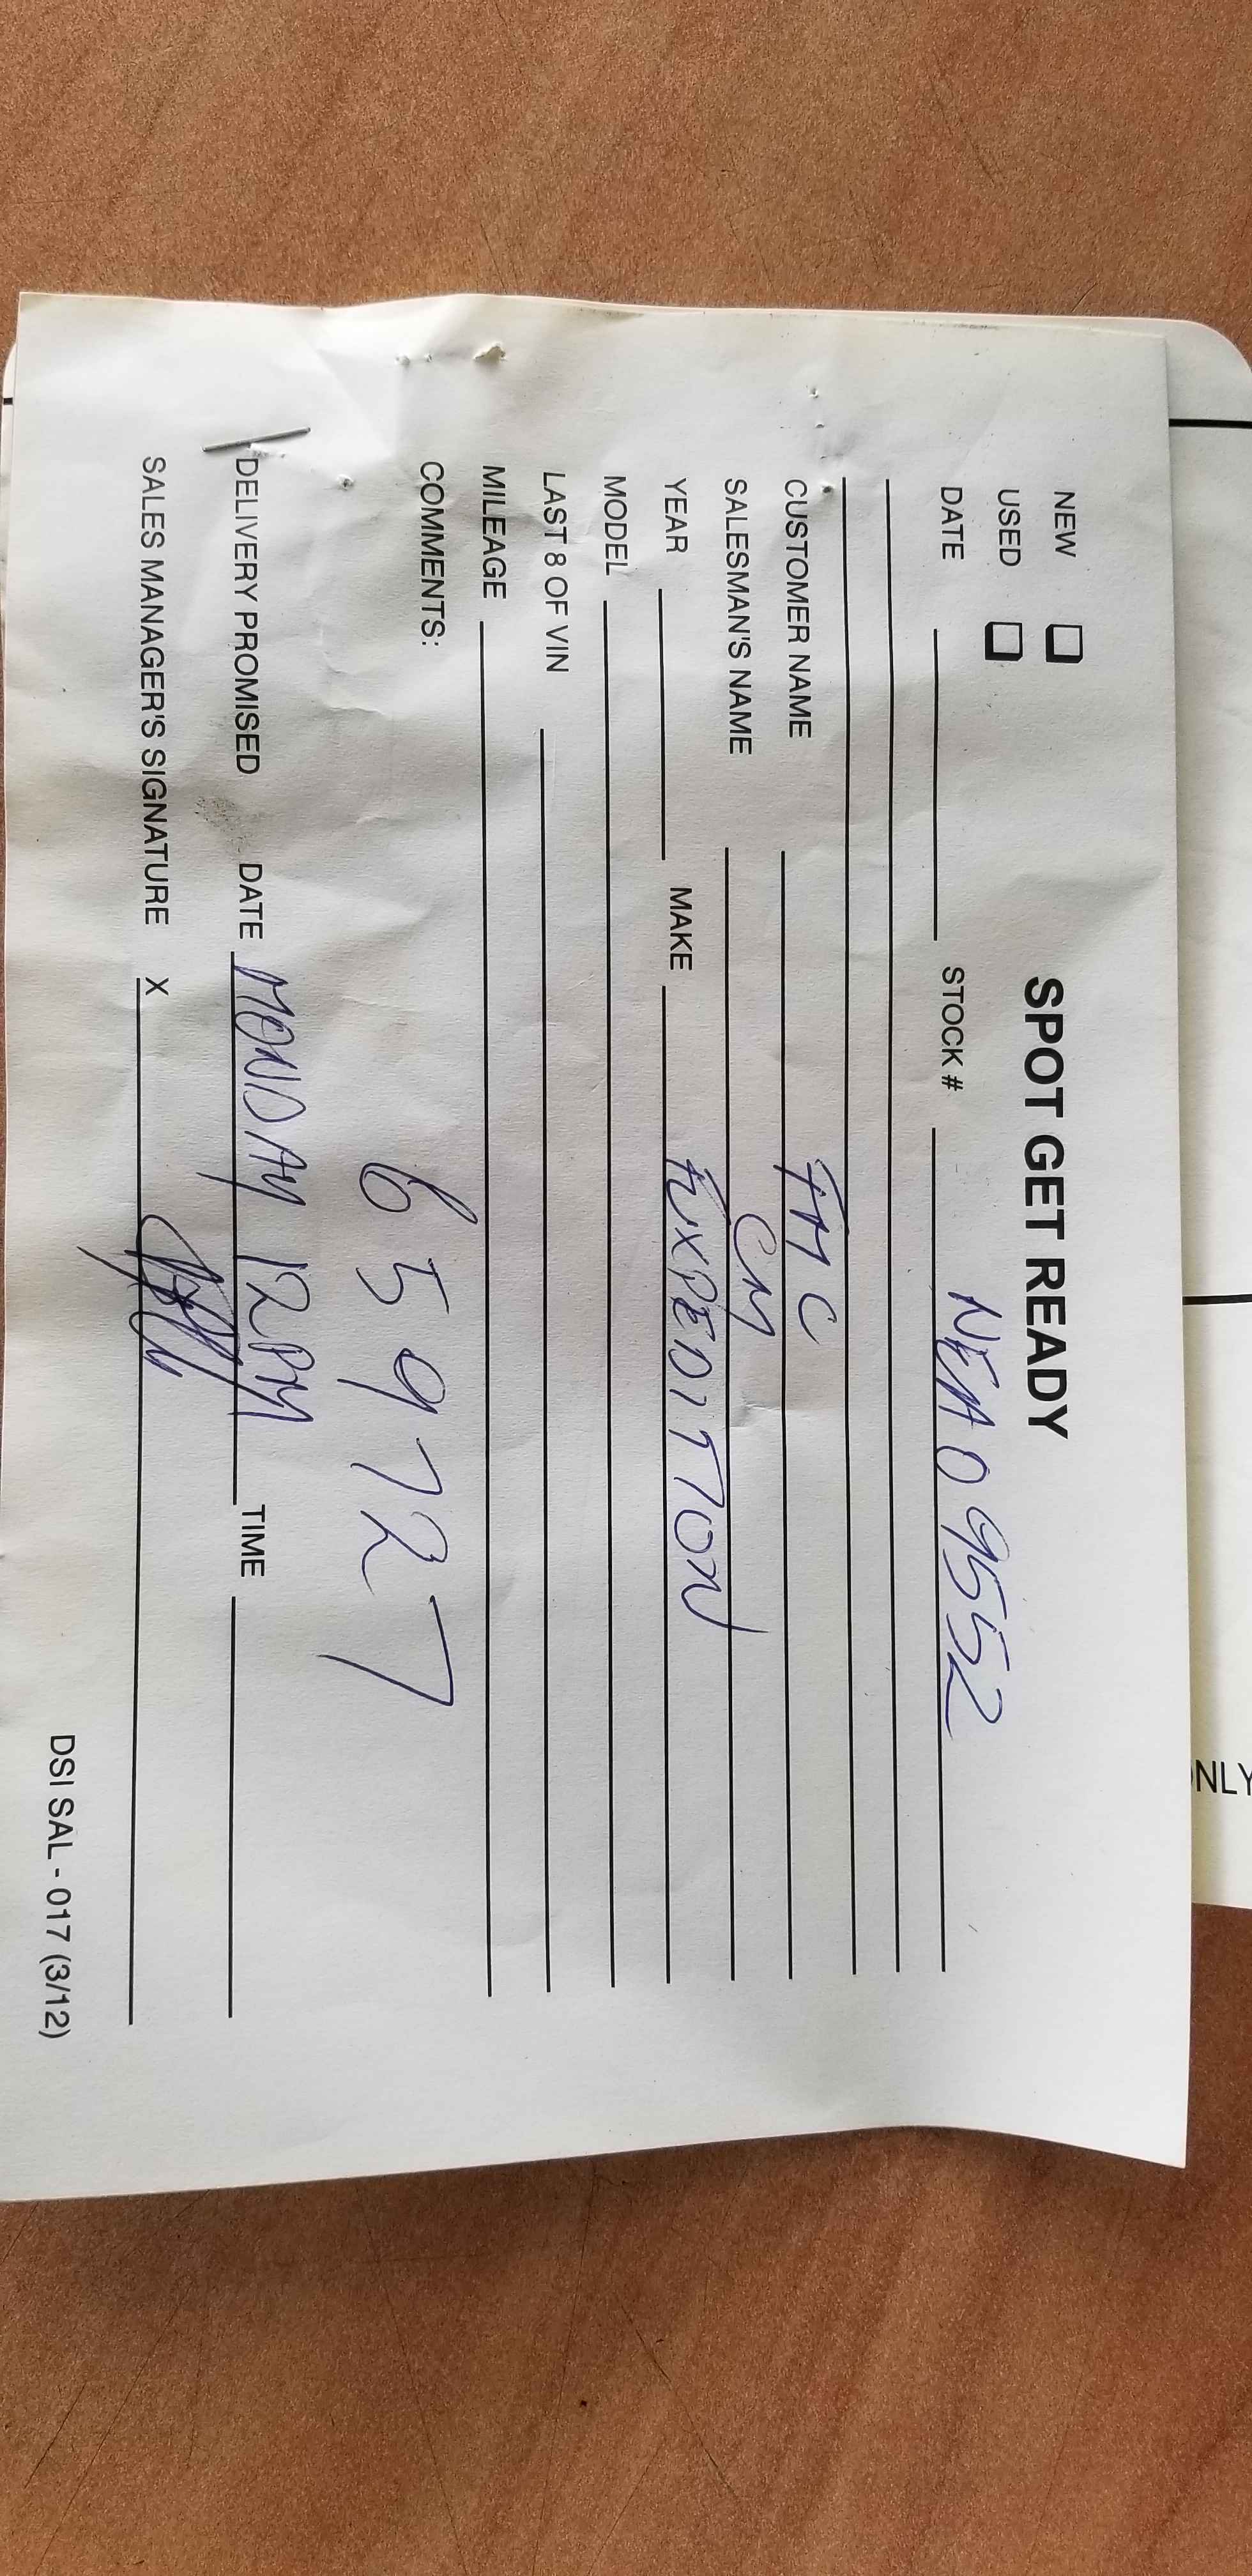 SPOT GET READY
NEW
USED
DATE STOCK # NEA09552
CUSTOMER NAME FMC
SALESMAN'S NAME CM
YEAR MAKE EXPEDITION
MODEL
LAST 8 OF VIN
MILEAGE
COMMENTS:
659727
DELIVERY PROMISED DATE MONDAY 12PM TIME
SALES MANAGER'S SIGNATURE X
DSI SAL - 017 (3/12)